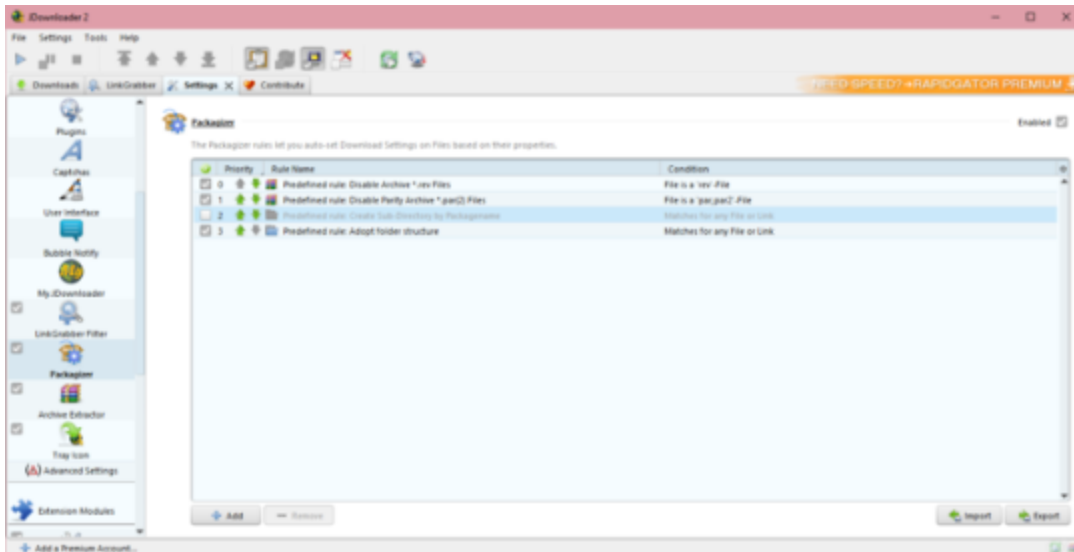 JDownloader 2
File Settings Tools Help
Downloads LinkGrabber Settings X Contribute
NEED SPEED? RAPIDGATOR PREMIUM
Plugins
Captchas
User Interface
Bubble Notify
My.JDownloader
LinkGrabber Filter
Packagizer
Archive Extractor
Tray Icon
Advanced Settings
Extension Modules
Packagizer
Enabled
The Packagizer rules let you auto-set Download Settings on Files based on their properties.
Priority Rule Name Condition
0 Predefined rule: Disable Archive *.rev Files File is a 'rev'-File
1 Predefined rule: Disable Parity Archive *.par(2) Files File is a 'par,par2'-File
2 Predefined rule: Create Sub-Directory by Packagename Matches for any File or Link
3 Predefined rule: Adopt folder structure Matches for any File or Link
Add Remove Import Export
Add a Premium Account...